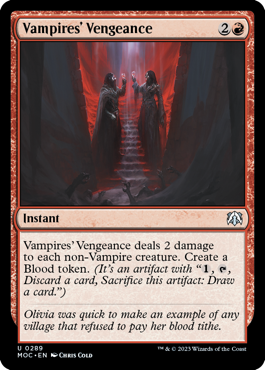 Vampires' Vengeance 2
Instant
Vampires' Vengeance deals 2 damage
to each non-Vampire creature. Create a
Blood token. (It's an artifact with “1, ,
Discard a card, Sacrifice this artifact: Draw
a card.”)
Olivia was quick to make an example of any
village that refused to pay her blood tithe.
U 0289
MOC • EN Chris Cold
™ & © 2023 Wizards of the Coast